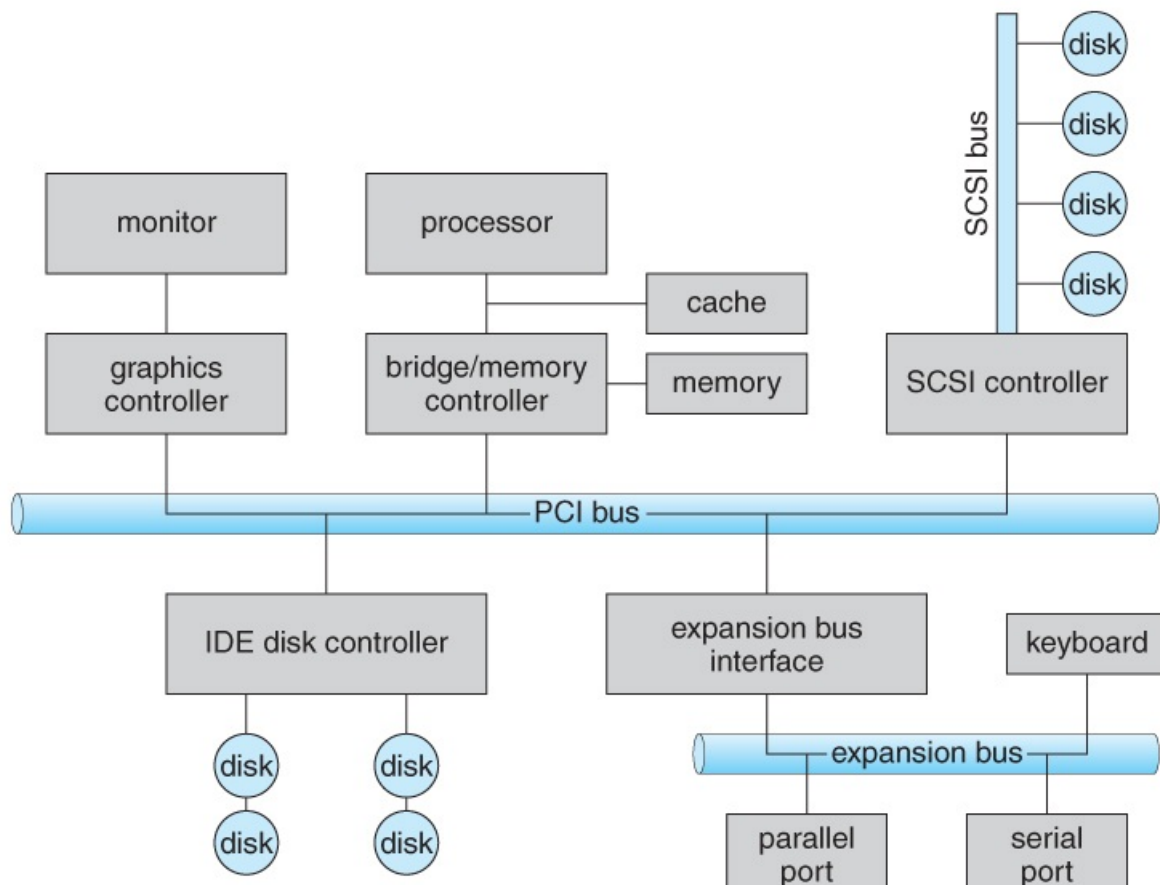 disk
disk
SCSI bus
disk
disk
monitor
processor
cache
graphics
controller
bridge/memory
controller
memory
SCSI controller
PCI bus
IDE disk controller
expansion bus
interface
keyboard
disk
disk
expansion bus
disk
disk
parallel
port
serial
port